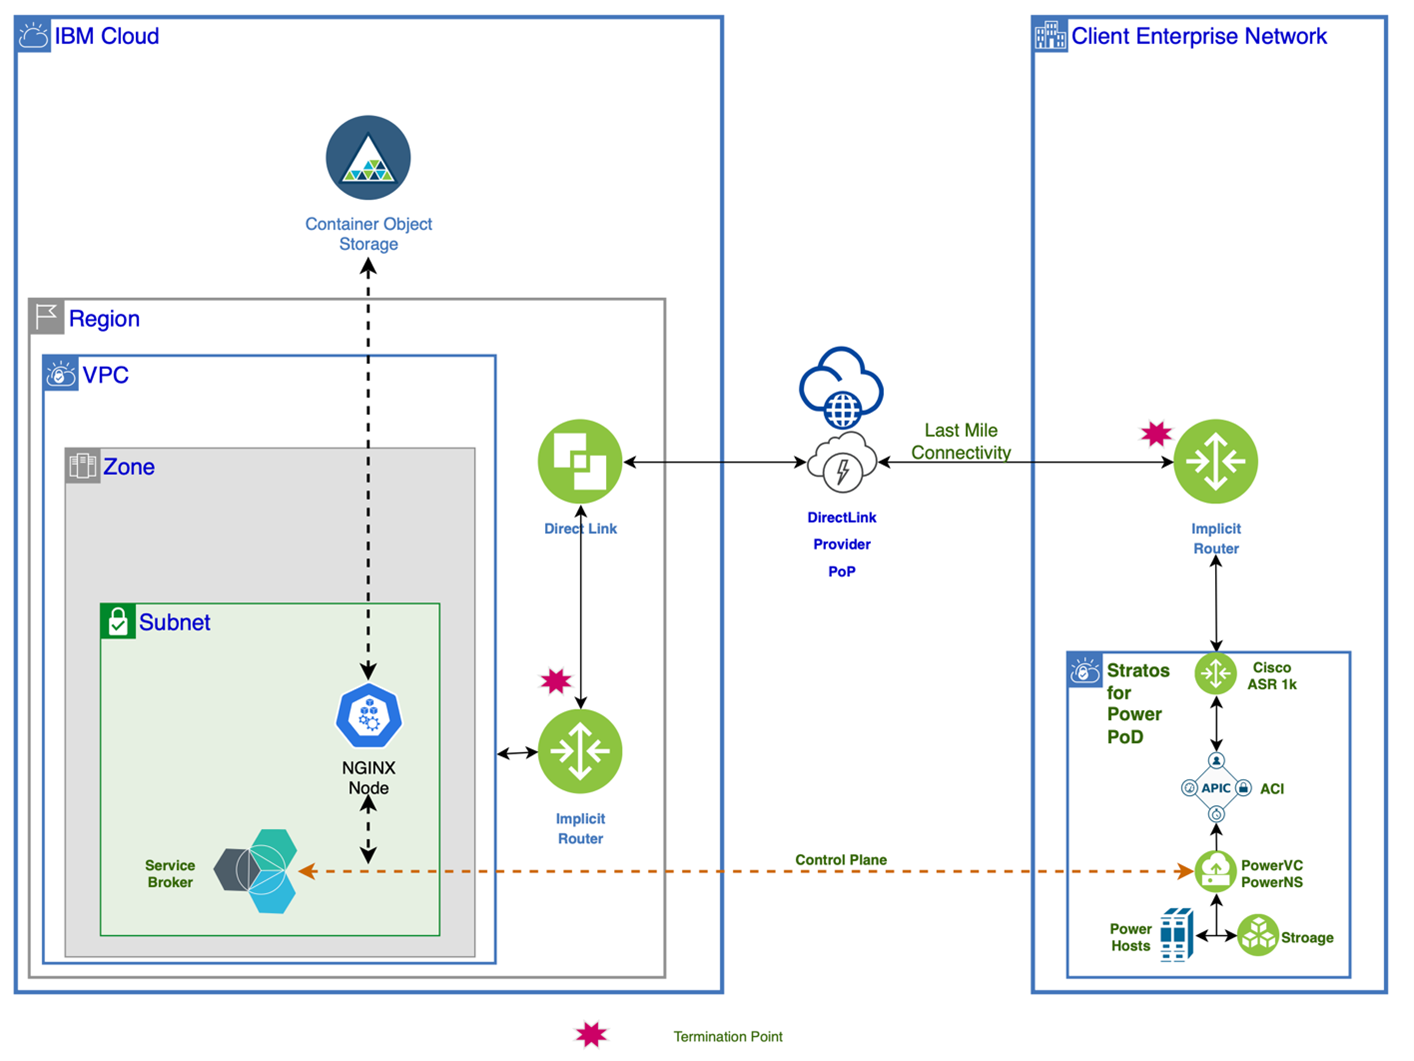 IBM Cloud
Client Enterprise Network
Container Object
Storage
Region
VPC
Zone
Subnet
Direct Link
Last Mile
Connectivity
DirectLink
Provider
PoP
Implicit
Router
Stratos
for
Power
PoD
Cisco
ASR 1k
APIC
ACI
NGINX
Node
Implicit
Router
Service
Broker
Control Plane
PowerVC
PowerNS
Power
Hosts
Stroage
Termination Point